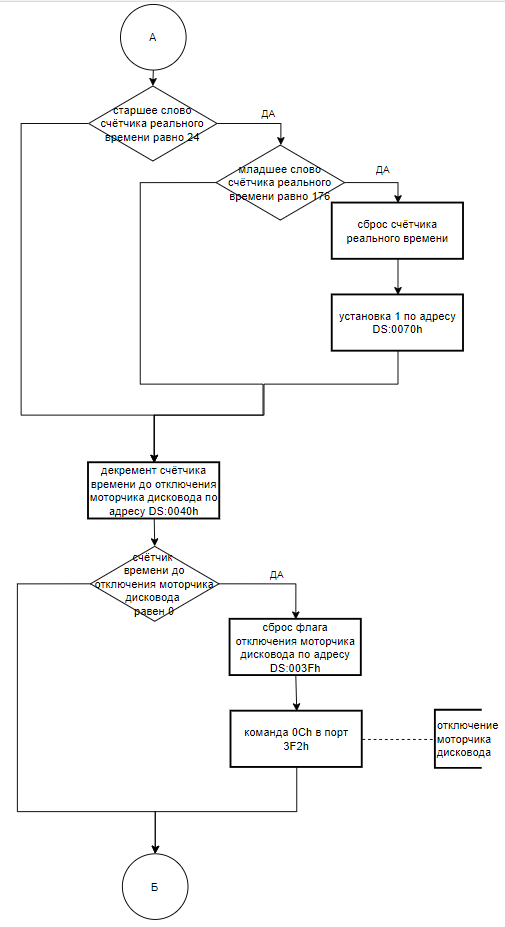 А
старшее слово
счётчика реального
времени равно 24
ДА
младшее слово
счётчика реального
времени равно 176
ДА
сброс счётчика
реального времени
установка 1 по адресу
DS:0070h
декремент счётчика
времени до отключения
моторчика дисковода по
адресу DS:0040h
счётчик
времени до
отключения моторчика
дисковода
равен 0
ДА
сброс флага
отключения моторчика
дисковода по адресу
DS:003Fh
команда 0Ch в порт
3F2h
отключение
моторчика
дисковода
Б